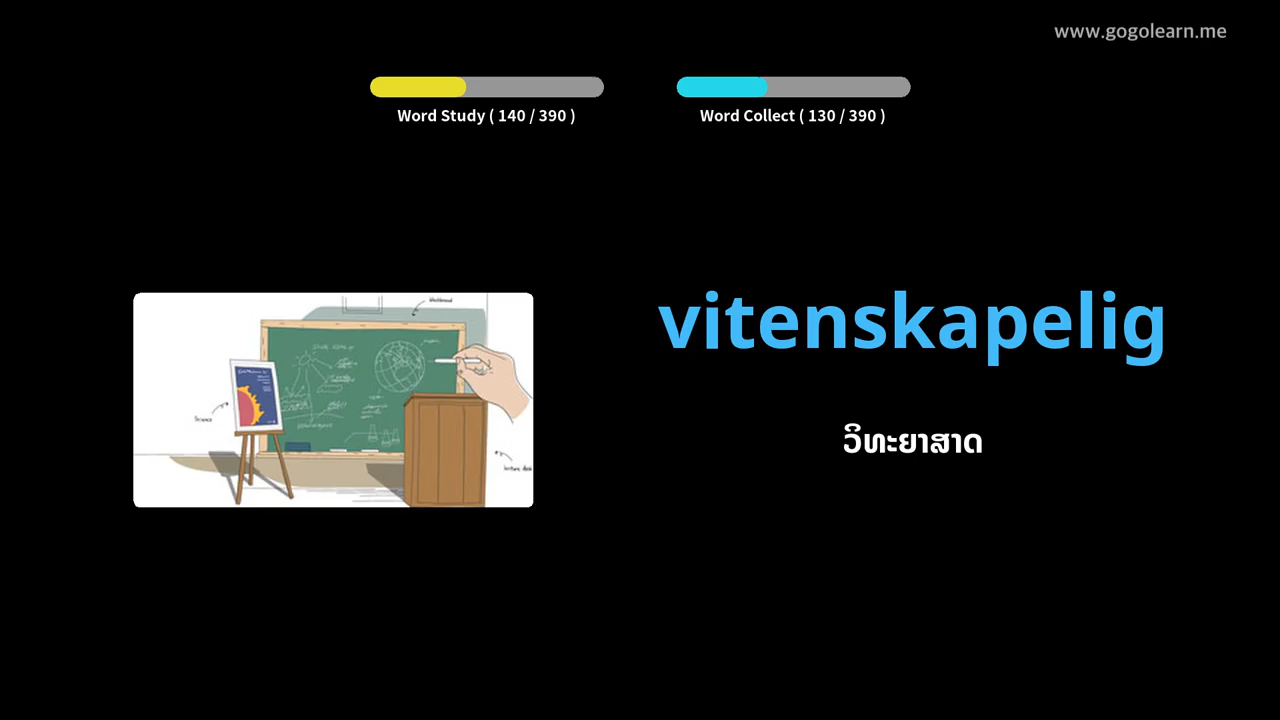 www.gogolearn.me
Word Study ( 140 / 390 )
Word Collect ( 130 / 390 )
vitenskapelig
ວິທະຍາສາດ
Science